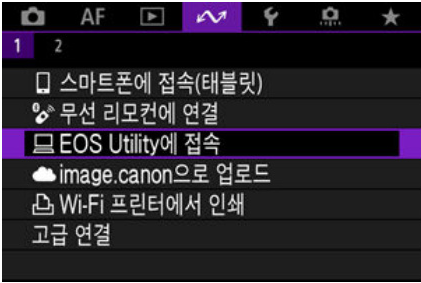 AF
1 2
스마트폰에 접속(태블릿)
무선 리모컨에 연결
EOS Utility에 접속
image.canon으로 업로드
Wi-Fi 프린터에서 인쇄
고급 연결